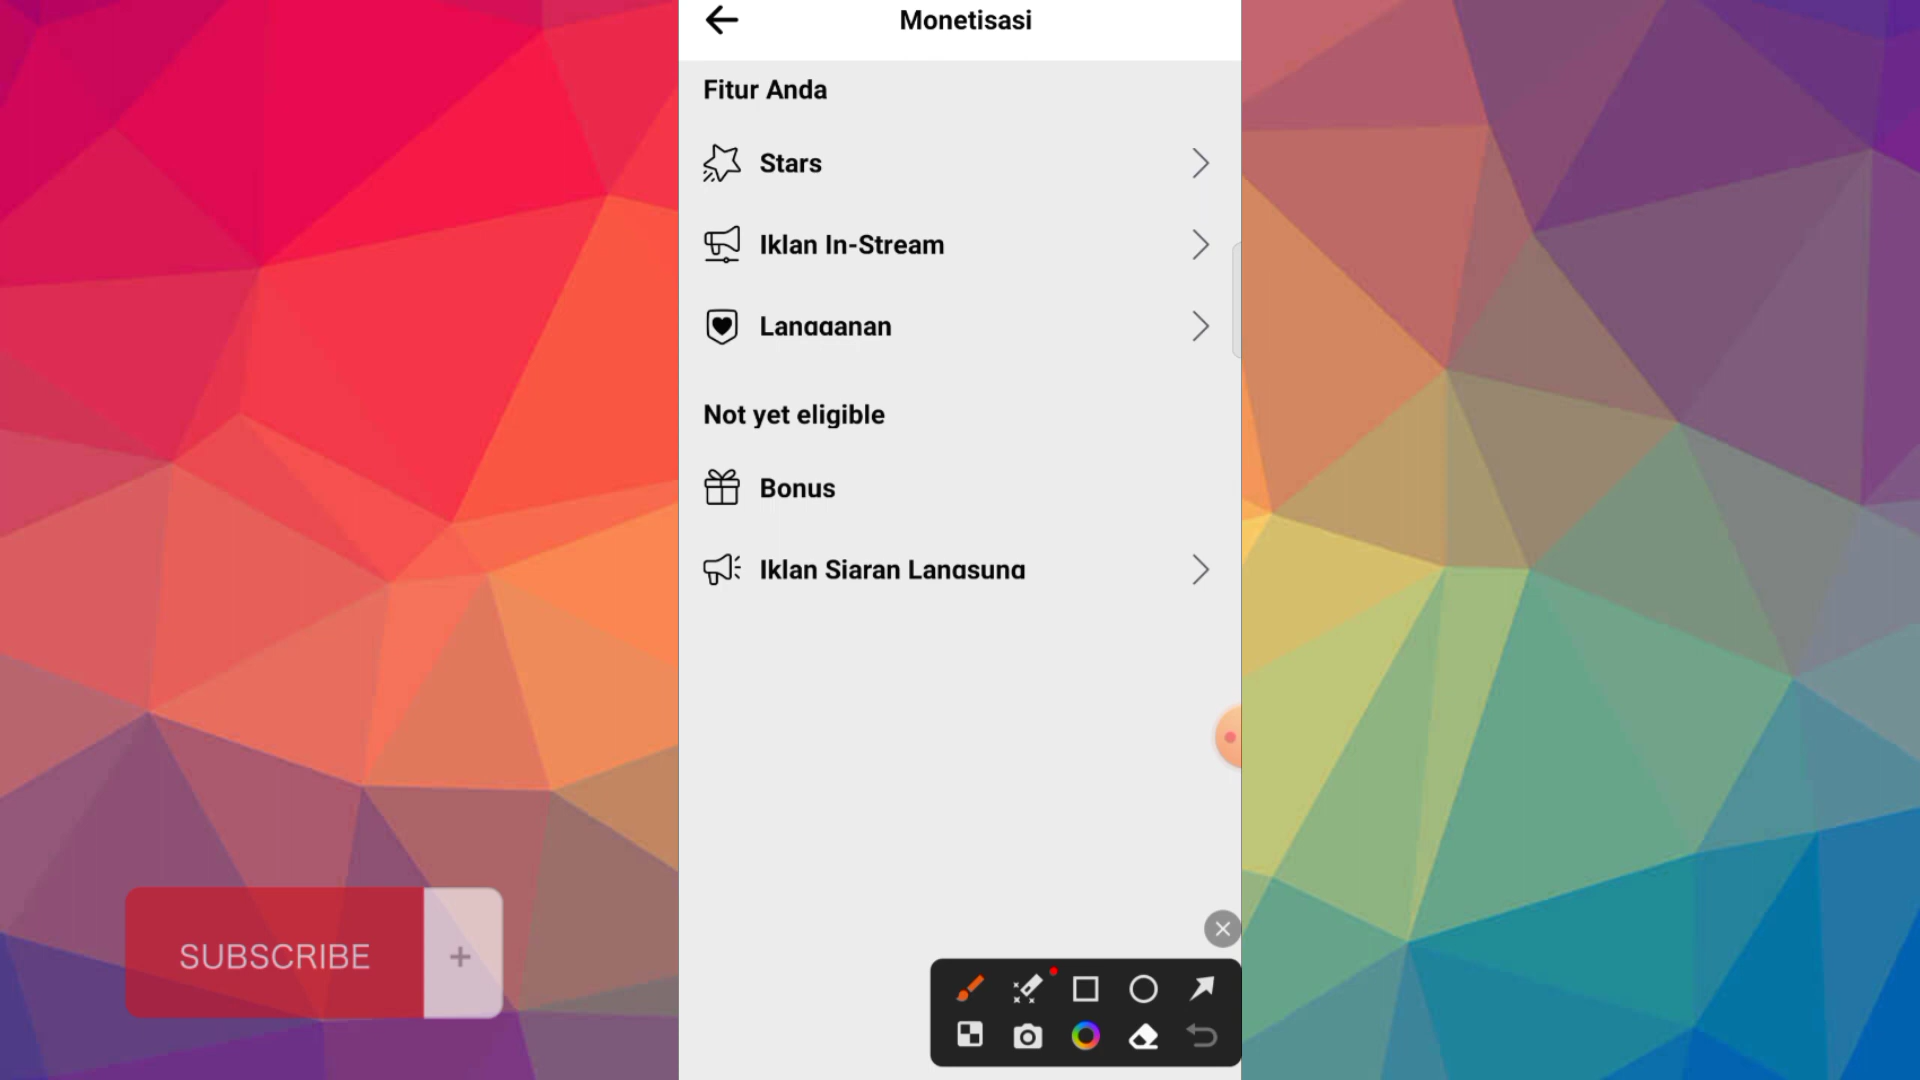 Monetisasi
Fitur Anda
Stars
Iklan In-Stream
Langganan
Not yet eligible
Bonus
Iklan Siaran Langsung
SUBSCRIBE +